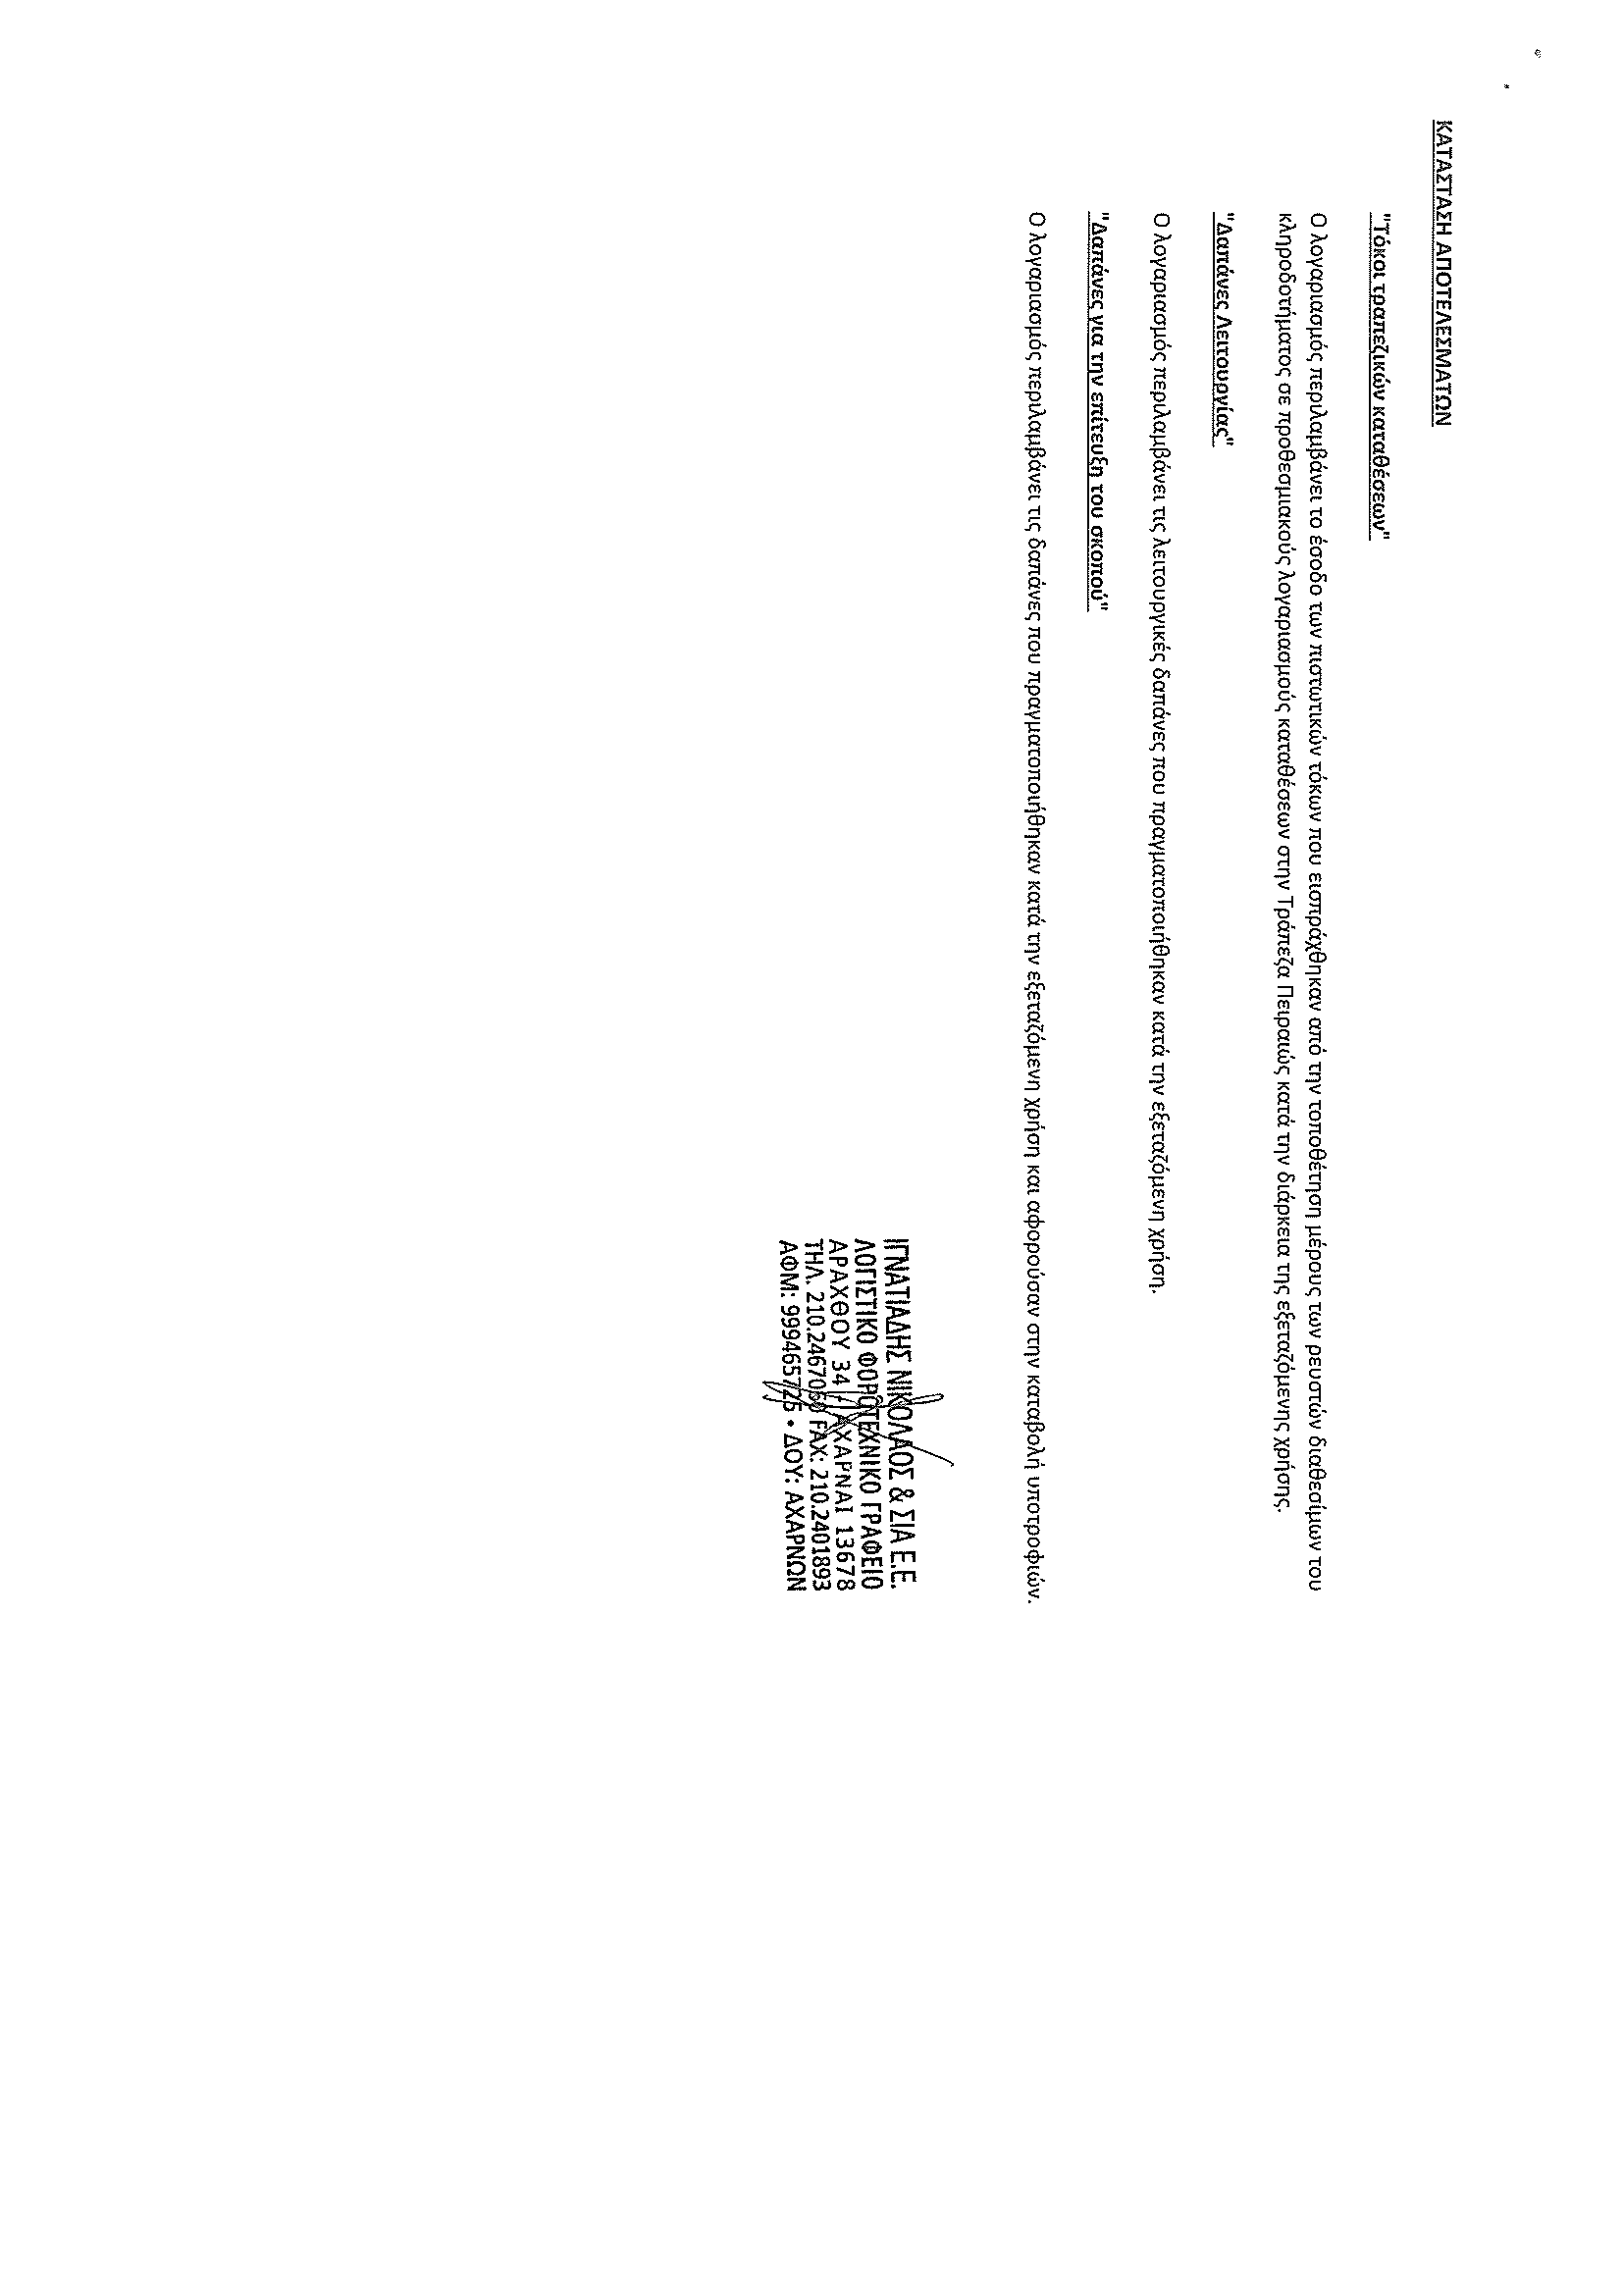 ΚΑΤΑΣΤΑΣΗ ΑΠΟΤΕΛΕΣΜΑΤΩΝ
"Τόκοι τραπεζικών καταθέσεων"
Ο λογαριασμός περιλαμβάνει το έσοδο των πιστωτικών τόκων που εισπράχθηκαν από την τοποθέτηση μέρους των ρευστών διαθεσίμων του
κληροδοτήματος σε προθεσμιακούς λογαριασμούς καταθέσεων στην Τράπεζα Πειραιώς κατά την διάρκεια της εξεταζόμενης χρήσης.
"Δαπάνες Λειτουργίας"
Ο λογαριασμός περιλαμβάνει τις λειτουργικές δαπάνες που πραγματοποιήθηκαν κατά την εξεταζόμενη χρήση.
"Δαπάνες για την επίτευξη του σκοπού"
Ο λογαριασμός περιλαμβάνει τις δαπάνες που πραγματοποιήθηκαν κατά την εξεταζόμενη χρήση και αφορούσαν στην καταβολή υποτροφιών.
ΙΓΝΑΤΙΑΔΗΣ ΝΙΚΟΛΑΟΣ & ΣΙΑ Ε.Ε.
ΛΟΓΙΣΤΙΚΟ ΦΟΡΟΤΕΧΝΙΚΟ ΓΡΑΦΕΙΟ
ΑΡΑΧΘΟΥ 34 - ΑΧΑΡΝΑΙ 13678
ΤΗΛ. 210.2467060 FAX: 210.2401893
ΑΦΜ: 999465725 • ΔΟΥ: ΑΧΑΡΝΩΝ